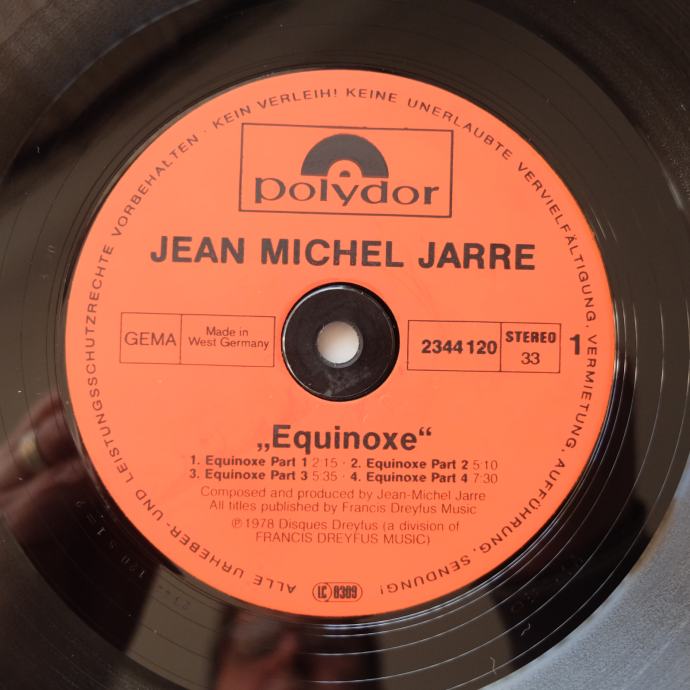 ALLE URHEBER- UND LEISTUNGSSCHUTZRECHTE VORBEHALTEN · KEIN VERLEIH! KEINE UNERLAUBTE VERVIELFÄLTIGUNG, VERMIETUNG, AUFFÜHRUNG, SENDUNG!
polydor
JEAN MICHEL JARRE
GEMA
Made in
West Germany
2344 120
STEREO
33
1
„Equinoxe“
1. Equinoxe Part 1 2:15 · 2. Equinoxe Part 2 5:10
3. Equinoxe Part 3 5:35 · 4. Equinoxe Part 4 7:30
Composed and produced by Jean-Michel Jarre
All titles published by Francis Dreyfus Music
℗ 1978 Disques Dreyfus (a division of
FRANCIS DREYFUS MUSIC)
LC 0309